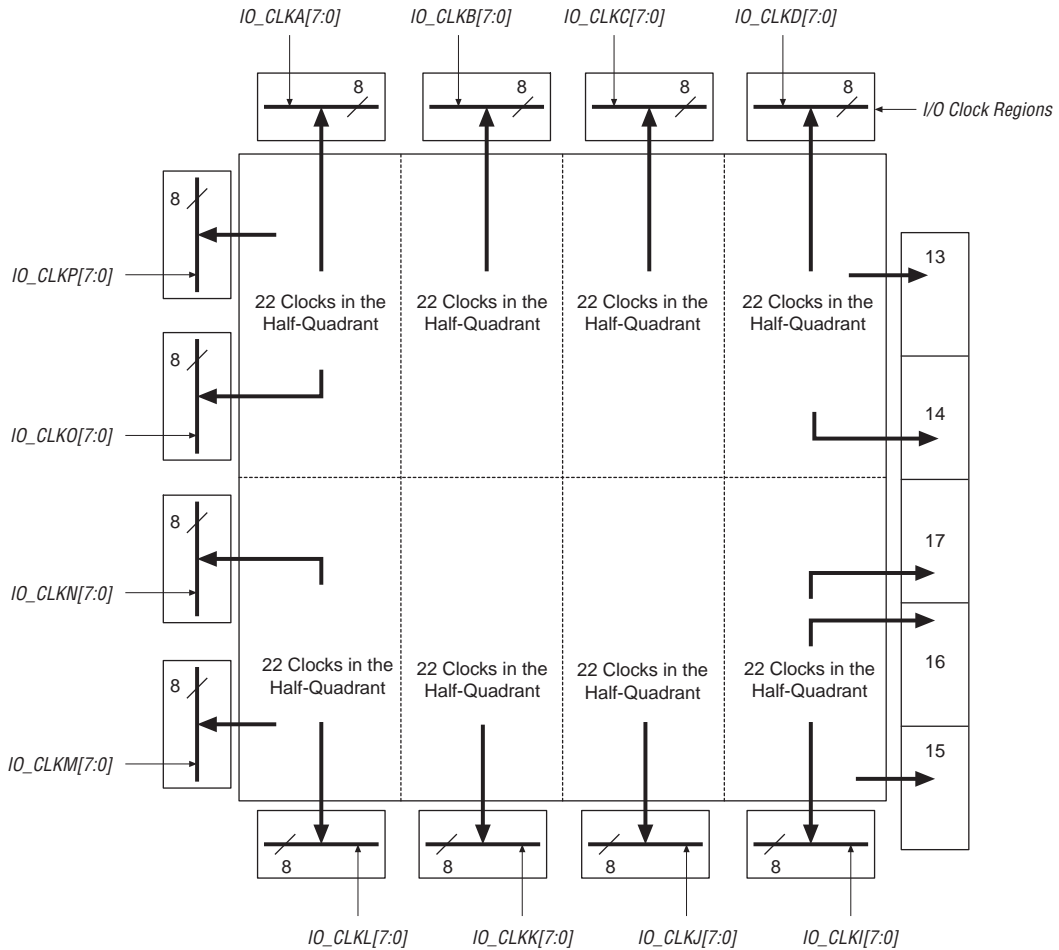 IO_CLKA[7:0] IO_CLKB[7:0] IO_CLKC[7:0] IO_CLKD[7:0]
8 8 8 8
I/O Clock Regions
8
IO_CLKP[7:0]
13
22 Clocks in the
Half-Quadrant
22 Clocks in the
Half-Quadrant
22 Clocks in the
Half-Quadrant
22 Clocks in the
Half-Quadrant
8
IO_CLKO[7:0]
14
8
IO_CLKN[7:0]
17
22 Clocks in the
Half-Quadrant
22 Clocks in the
Half-Quadrant
22 Clocks in the
Half-Quadrant
22 Clocks in the
Half-Quadrant
16
8
IO_CLKM[7:0]
15
8 8 8 8
IO_CLKL[7:0] IO_CLKK[7:0] IO_CLKJ[7:0] IO_CLKI[7:0]